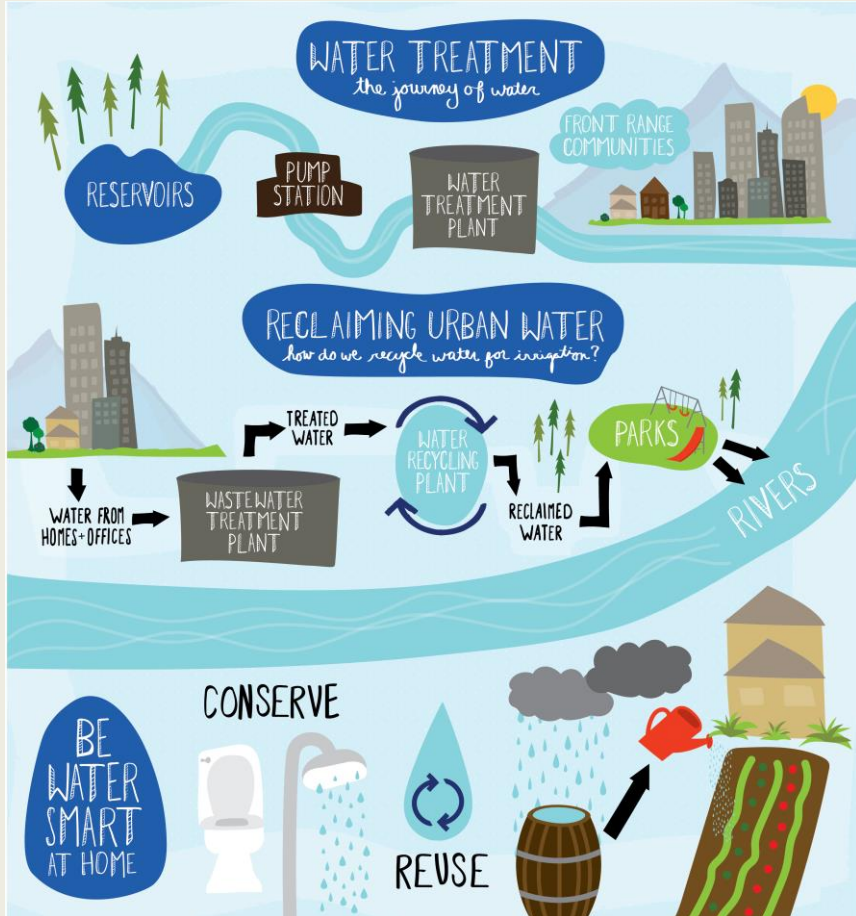 WATER TREATMENT
the journey of water
FRONT RANGE
COMMUNITIES
RESERVOIRS
PUMP
STATION
WATER
TREATMENT
PLANT
RECLAIMING URBAN WATER
how do we recycle water for irrigation?
WATER FROM
HOMES+OFFICES
WASTEWATER
TREATMENT
PLANT
TREATED
WATER
WATER
RECYCLING
PLANT
RECLAIMED
WATER
PARKS
RIVERS
BE
WATER
SMART
AT HOME
CONSERVE
REUSE